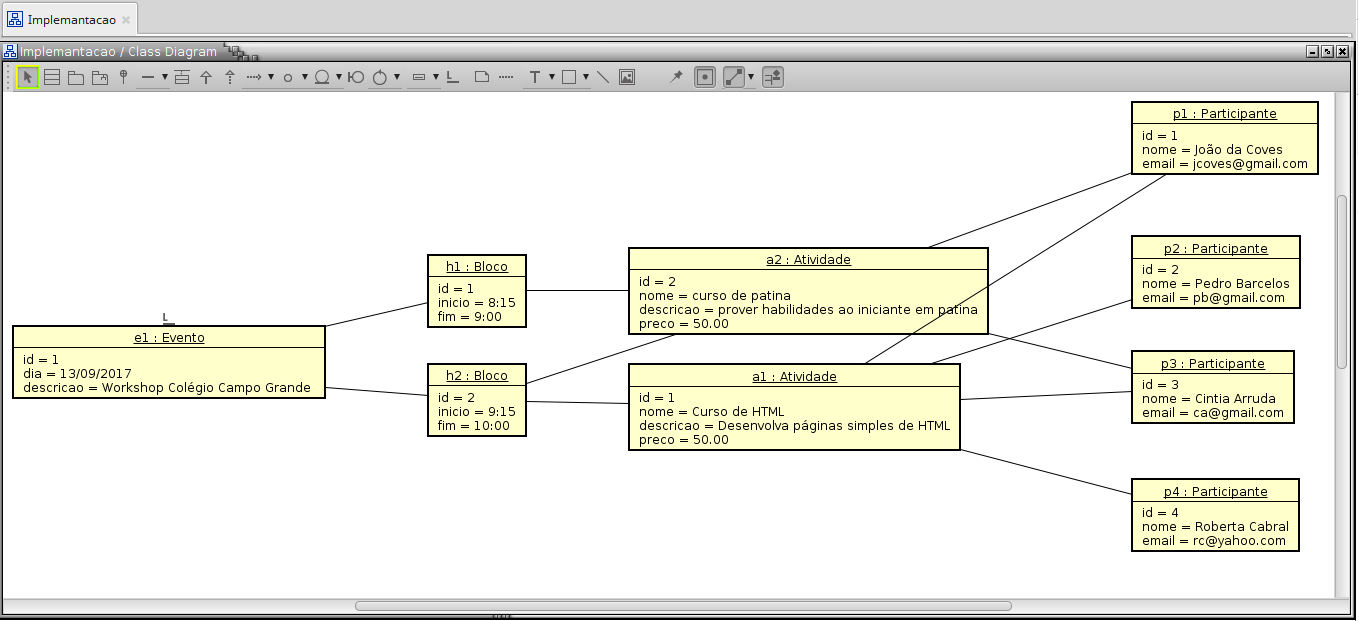 Implemantacao
Implemantacao / Class Diagram
p1 : Participante
id = 1
nome = João da Coves
email = jcoves@gmail.com
p2 : Participante
id = 2
nome = Pedro Barcelos
email = pb@gmail.com
h1 : Bloco
id = 1
inicio = 8:15
fim = 9:00
a2 : Atividade
id = 2
nome = curso de patina
descricao = prover habilidades ao iniciante em patina
preco = 50.00
e1 : Evento
id = 1
dia = 13/09/2017
descricao = Workshop Colégio Campo Grande
h2 : Bloco
id = 2
inicio = 9:15
fim = 10:00
a1 : Atividade
id = 1
nome = Curso de HTML
descricao = Desenvolva páginas simples de HTML
preco = 50.00
p3 : Participante
id = 3
nome = Cintia Arruda
email = ca@gmail.com
p4 : Participante
id = 4
nome = Roberta Cabral
email = rc@yahoo.com